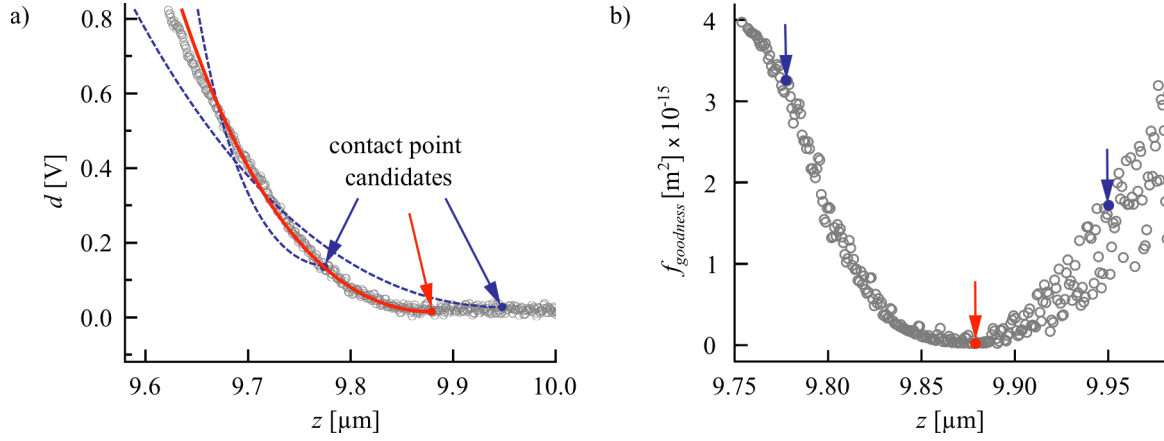 a)
0.8
0.6
0.4
0.2
0.0
d [V]
contact point
candidates
9.6
9.7
9.8
9.9
10.0
z [µm]
b)
4
3
2
1
0
f_goodness [m²] x 10⁻¹⁵
9.75
9.80
9.85
9.90
9.95
z [µm]